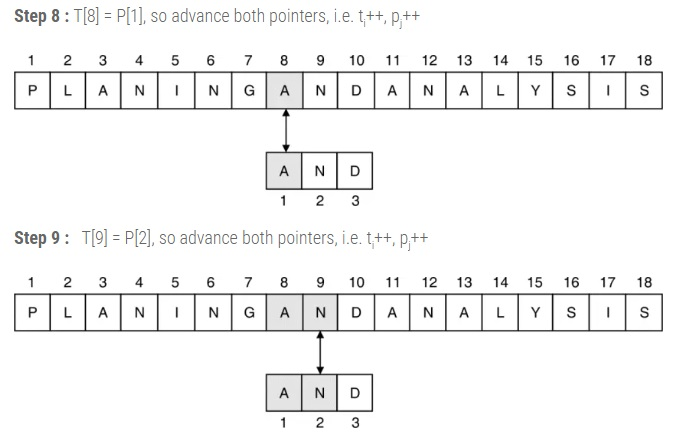 Step 8 : T[8] = P[1], so advance both pointers, i.e. tᵢ++, pⱼ++
1 2 3 4 5 6 7 8 9 10 11 12 13 14 15 16 17 18
P L A N I N G A N D A N A L Y S I S
A N D
1 2 3
Step 9 : T[9] = P[2], so advance both pointers, i.e. tᵢ++, pⱼ++
1 2 3 4 5 6 7 8 9 10 11 12 13 14 15 16 17 18
P L A N I N G A N D A N A L Y S I S
A N D
1 2 3